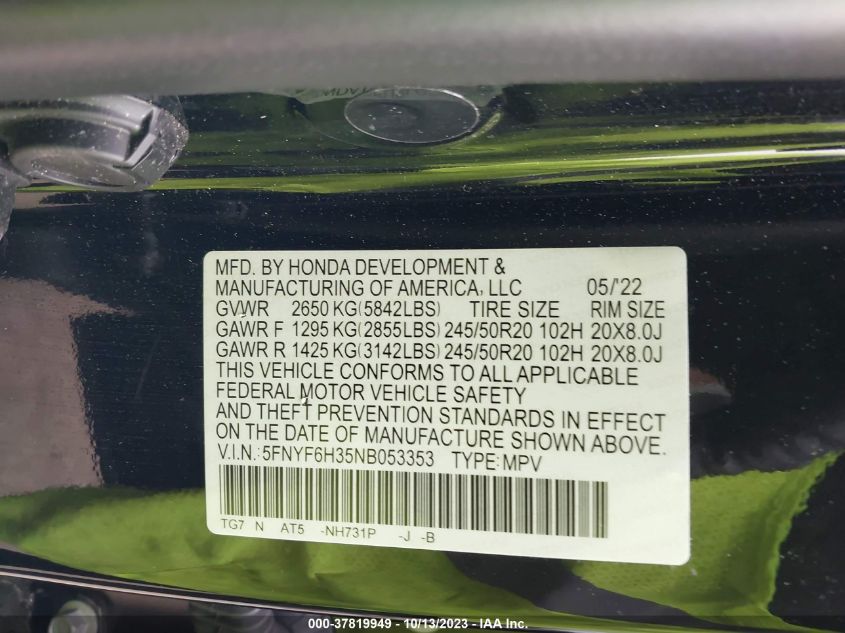 MFD. BY HONDA DEVELOPMENT &
MANUFACTURING OF AMERICA, LLC 05/'22
GVWR 2650 KG(5842LBS) TIRE SIZE RIM SIZE
GAWR F 1295 KG(2855LBS) 245/50R20 102H 20X8.0J
GAWR R 1425 KG(3142LBS) 245/50R20 102H 20X8.0J
THIS VEHICLE CONFORMS TO ALL APPLICABLE
FEDERAL MOTOR VEHICLE SAFETY
AND THEFT PREVENTION STANDARDS IN EFFECT
ON THE DATE OF MANUFACTURE SHOWN ABOVE.
V.I.N.:5FNYF6H35NB053353 TYPE:MPV
TG7 N AT5 -NH731P -J -B
000-37819949 - 10/13/2023 - IAA Inc.